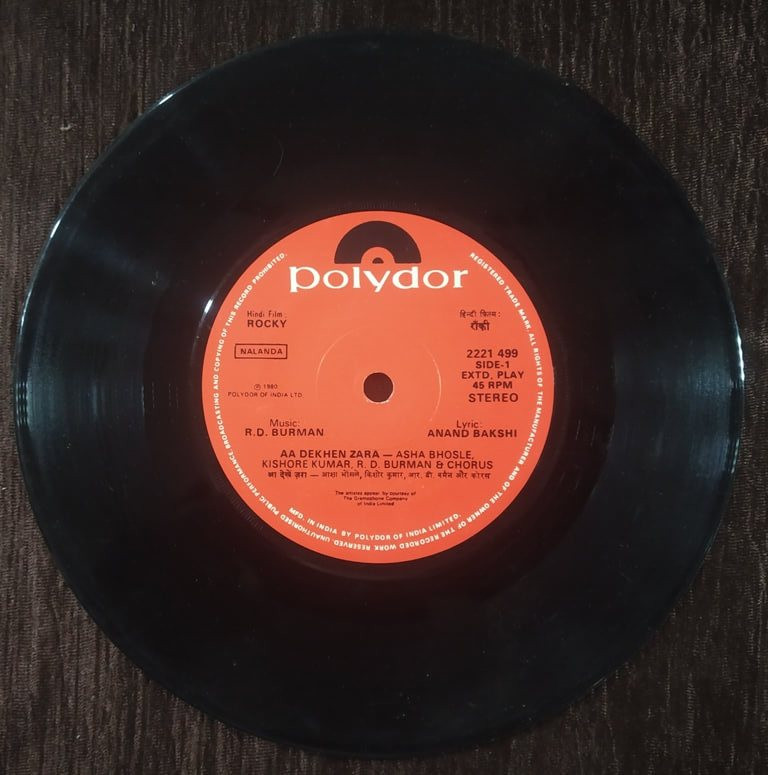 polydor
Hindi Film:
ROCKY
हिन्दी फिल्म:
रॉकी
NALANDA
2221 499
SIDE-1
EXTD. PLAY
45 RPM
STEREO
℗ 1980
POLYDOR OF INDIA LTD
Music:
R.D. BURMAN
Lyric:
ANAND BAKSHI
AA DEKHEN ZARA — ASHA BHOSLE,
KISHORE KUMAR, R. D. BURMAN & CHORUS
आ देखें ज़रा — आशा भोंसले, किशोर कुमार, आर. डी. बर्मन और कोरस
The artistes appear by courtesy of
The Gramophone Company
of India Limited
REGISTERED TRADE MARK. ALL RIGHTS OF THE MANUFACTURER AND OF THE OWNER OF THE RECORDED WORK RESERVED. UNAUTHORISED PUBLIC PERFORMANCE BROADCASTING AND COPYING OF THIS RECORD PROHIBITED.
MFD. IN INDIA BY POLYDOR OF INDIA LIMITED.